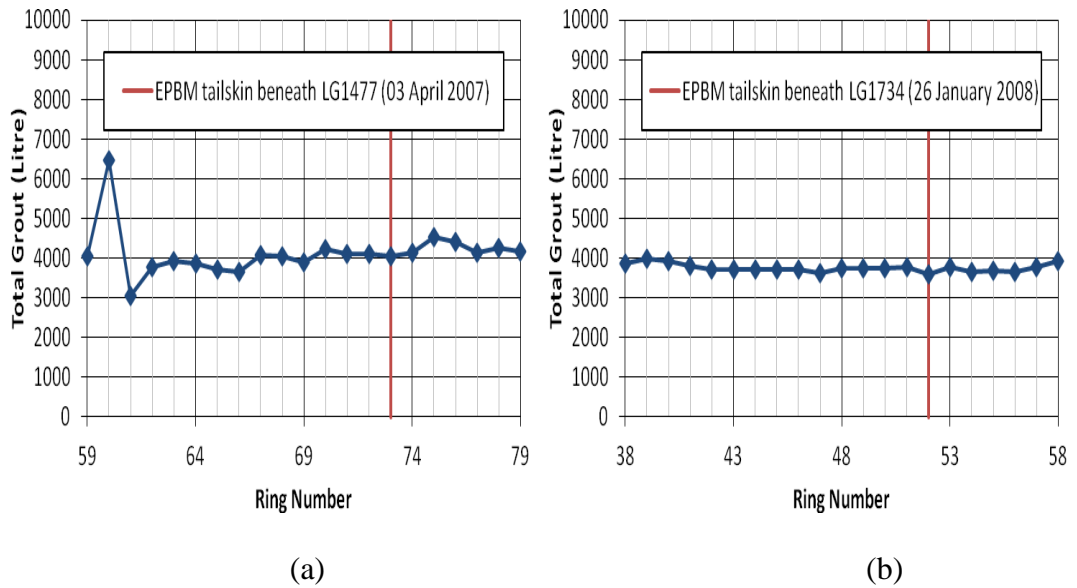 10000
9000
8000
7000
6000
5000
4000
3000
2000
1000
0
Total Grout (Litre)
EPBM tailskin beneath LG1477 (03 April 2007)
59 64 69 74 79
Ring Number
(a)
10000
9000
8000
7000
6000
5000
4000
3000
2000
1000
0
Total Grout (Litre)
EPBM tailskin beneath LG1734 (26 January 2008)
38 43 48 53 58
Ring Number
(b)